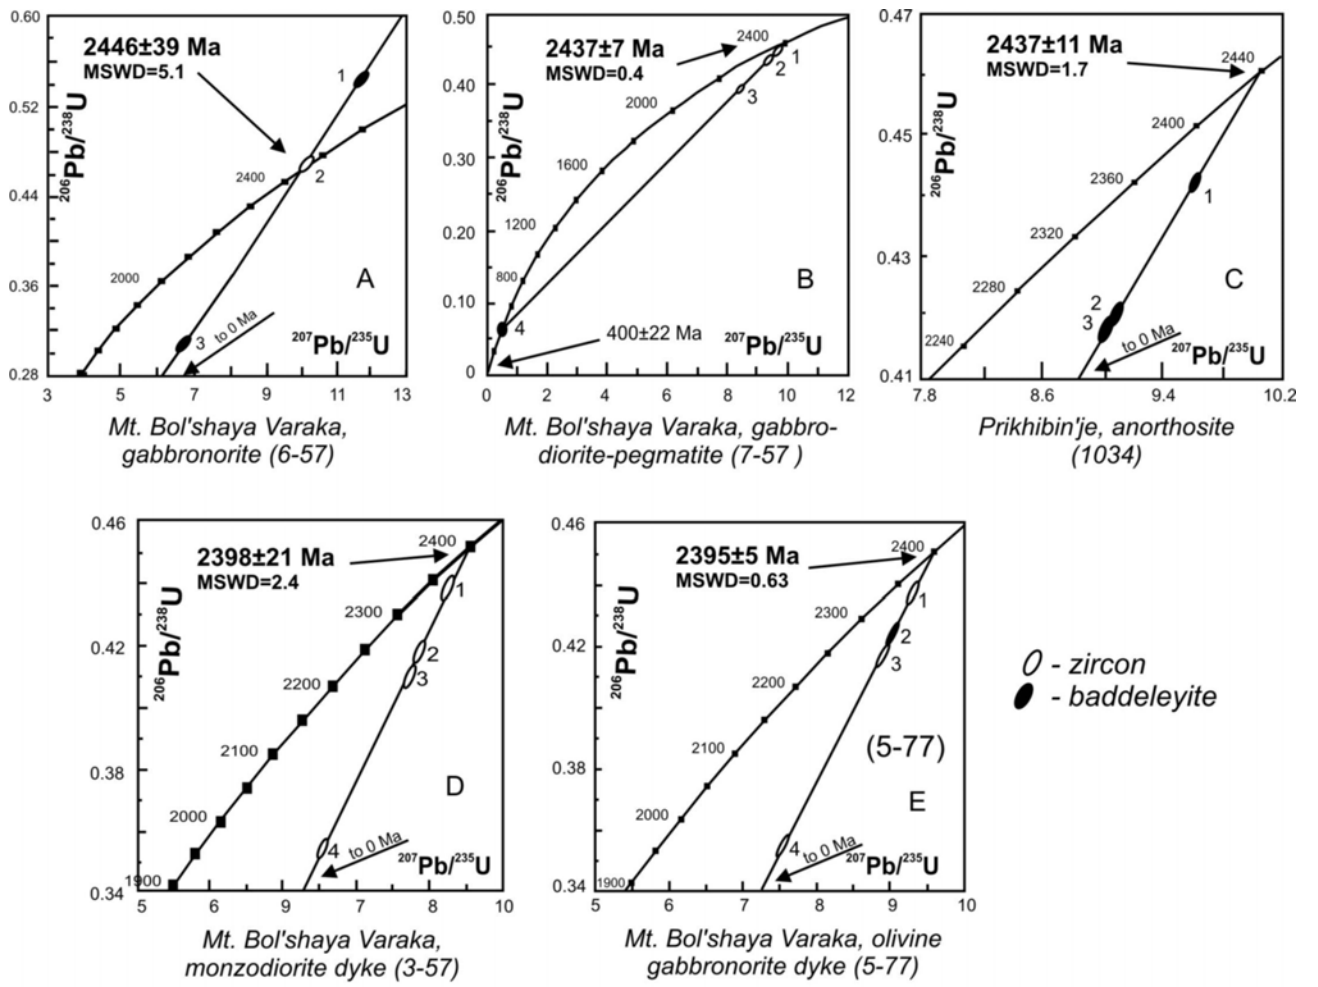 0.60
0.52
0.44
0.36
0.28
3
5
7
9
11
13
2446±39 Ma
MSWD=5.1
206Pb/238U
2400
2000
1
2
3
to 0 Ma
A
207Pb/235U
Mt. Bol'shaya Varaka,
gabbronorite (6-57)
0.50
0.40
0.30
0.20
0.10
0
0
2
4
6
8
10
12
2437±7 Ma
MSWD=0.4
206Pb/238U
2400
2000
1600
1200
800
1
2
3
4
400±22 Ma
B
207Pb/235U
Mt. Bol'shaya Varaka, gabbro-
diorite-pegmatite (7-57 )
0.47
0.45
0.43
0.41
7.8
8.6
9.4
10.2
2437±11 Ma
MSWD=1.7
206Pb/238U
2440
2400
2360
2320
2280
2240
1
2
3
to 0 Ma
C
207Pb/235U
Prikhibin'je, anorthosite
(1034)
0.46
0.42
0.38
0.34
5
6
9
7
8
10
2398±21 Ma
MSWD=2.4
206Pb/238U
2400
2300
2200
2100
2000
1900
1
2
3
4
to 0 Ma
D
207Pb/235U
Mt. Bol'shaya Varaka,
monzodiorite dyke (3-57)
0.46
0.42
0.38
0.34
5
6
7
8
9
10
2395±5 Ma
MSWD=0.63
206Pb/238U
2400
2300
2200
2100
2000
1900
1
2
3
4
to 0 Ma
(5-77)
E
207Pb/235U
Mt. Bol'shaya Varaka, olivine
gabbronorite dyke (5-77)
- zircon
- baddeleyite